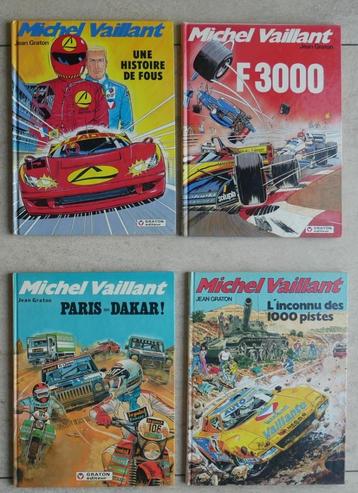 Michel Vaillant
Jean Graton
UNE
HISTOIRE
DE FOUS
GRATON
éditeur
Michel Vaillant
Jean Graton
F 3000
GRATON
éditeur
Michel Vaillant
Jean Graton
PARIS
DAKAR!
GRATON
éditeur
Michel Vaillant
JEAN GRATON
L'inconnu des
1000 pistes
Vaillante